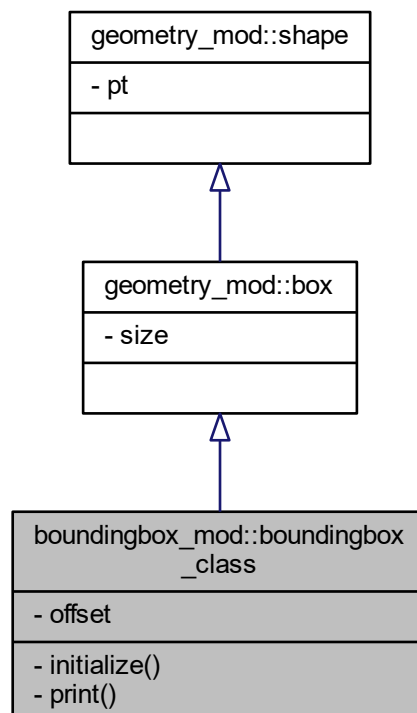 geometry_mod::shape
- pt
geometry_mod::box
- size
boundingbox_mod::boundingbox
_class
- offset
- initialize()
- print()